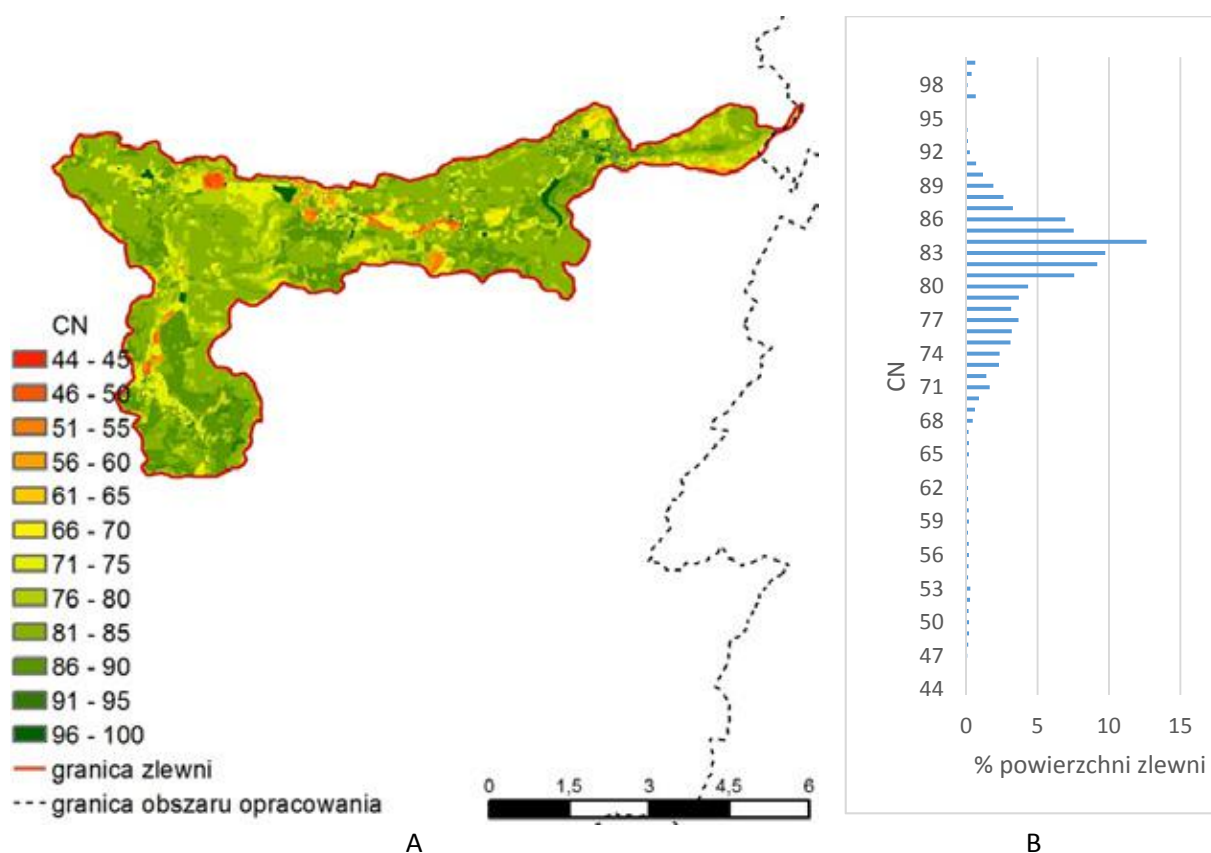 CN
44 - 45
46 - 50
51 - 55
56 - 60
61 - 65
66 - 70
71 - 75
76 - 80
81 - 85
86 - 90
91 - 95
96 - 100
granica zlewni
granica obszaru opracowania
0 1,5 3 4,5 6
A
98
95
92
89
86
83
80
77
74
71
68
65
62
59
56
53
50
47
44
CN
0 5 10 15
% powierzchni zlewni
B